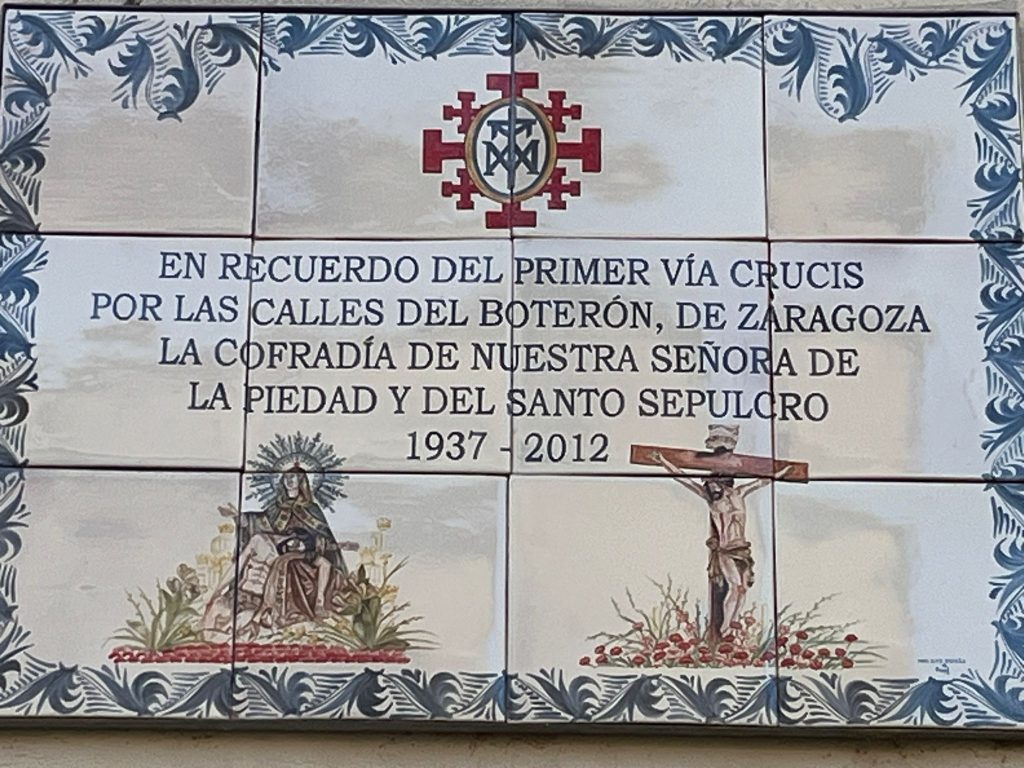 EN RECUERDO DEL PRIMER VÍA CRUCIS
POR LAS CALLES DEL BOTERÓN, DE ZARAGOZA
LA COFRADÍA DE NUESTRA SEÑORA DE
LA PIEDAD Y DEL SANTO SEPULCRO
1937 - 2012